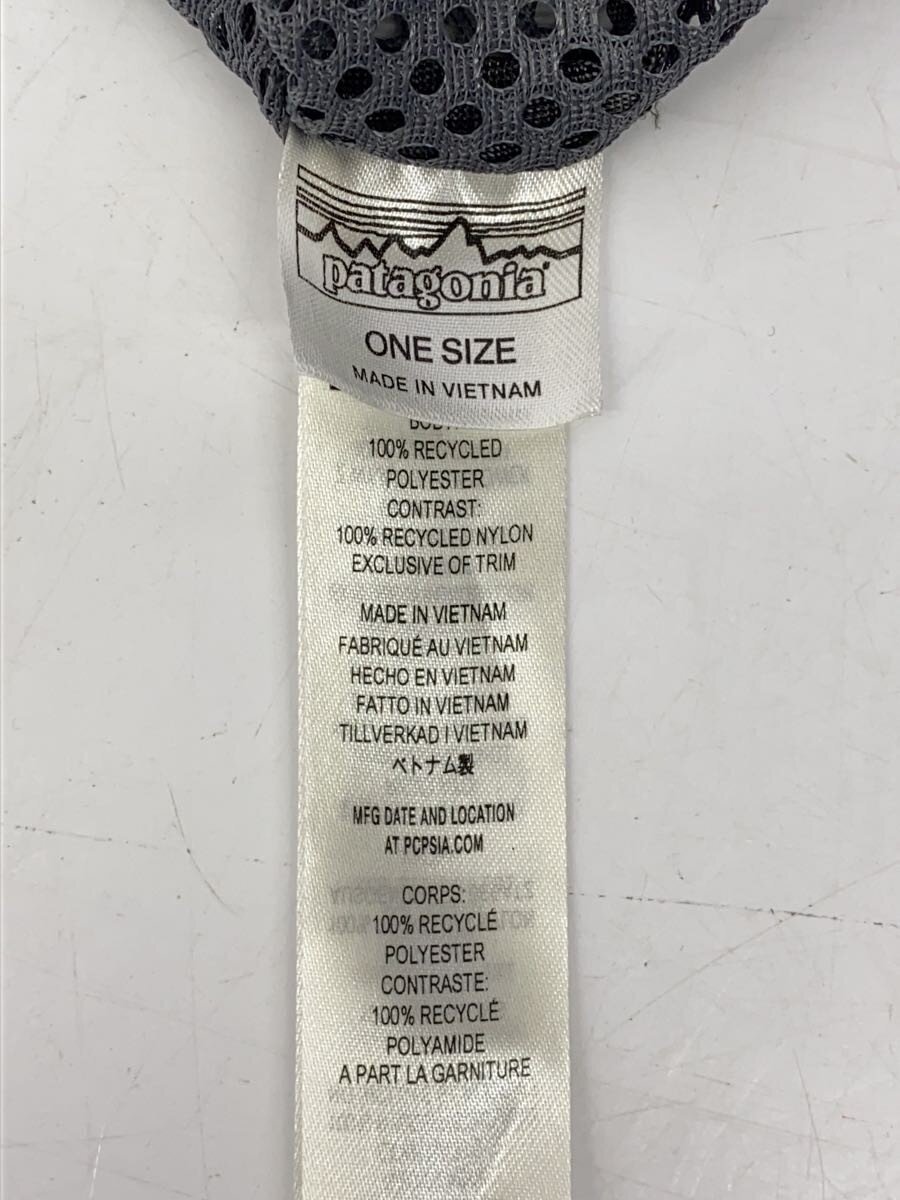 patagonia®
ONE SIZE
MADE IN VIETNAM
BODY:
100% RECYCLED
POLYESTER
CONTRAST:
100% RECYCLED NYLON
EXCLUSIVE OF TRIM
MADE IN VIETNAM
FABRIQUÉ AU VIETNAM
HECHO EN VIETNAM
FATTO IN VIETNAM
TILLVERKAD I VIETNAM
ベトナム製
MFG DATE AND LOCATION
AT PCPSIA.COM
CORPS:
100% RECYCLÉ
POLYESTER
CONTRASTE:
100% RECYCLÉ
POLYAMIDE
A PART LA GARNITURE